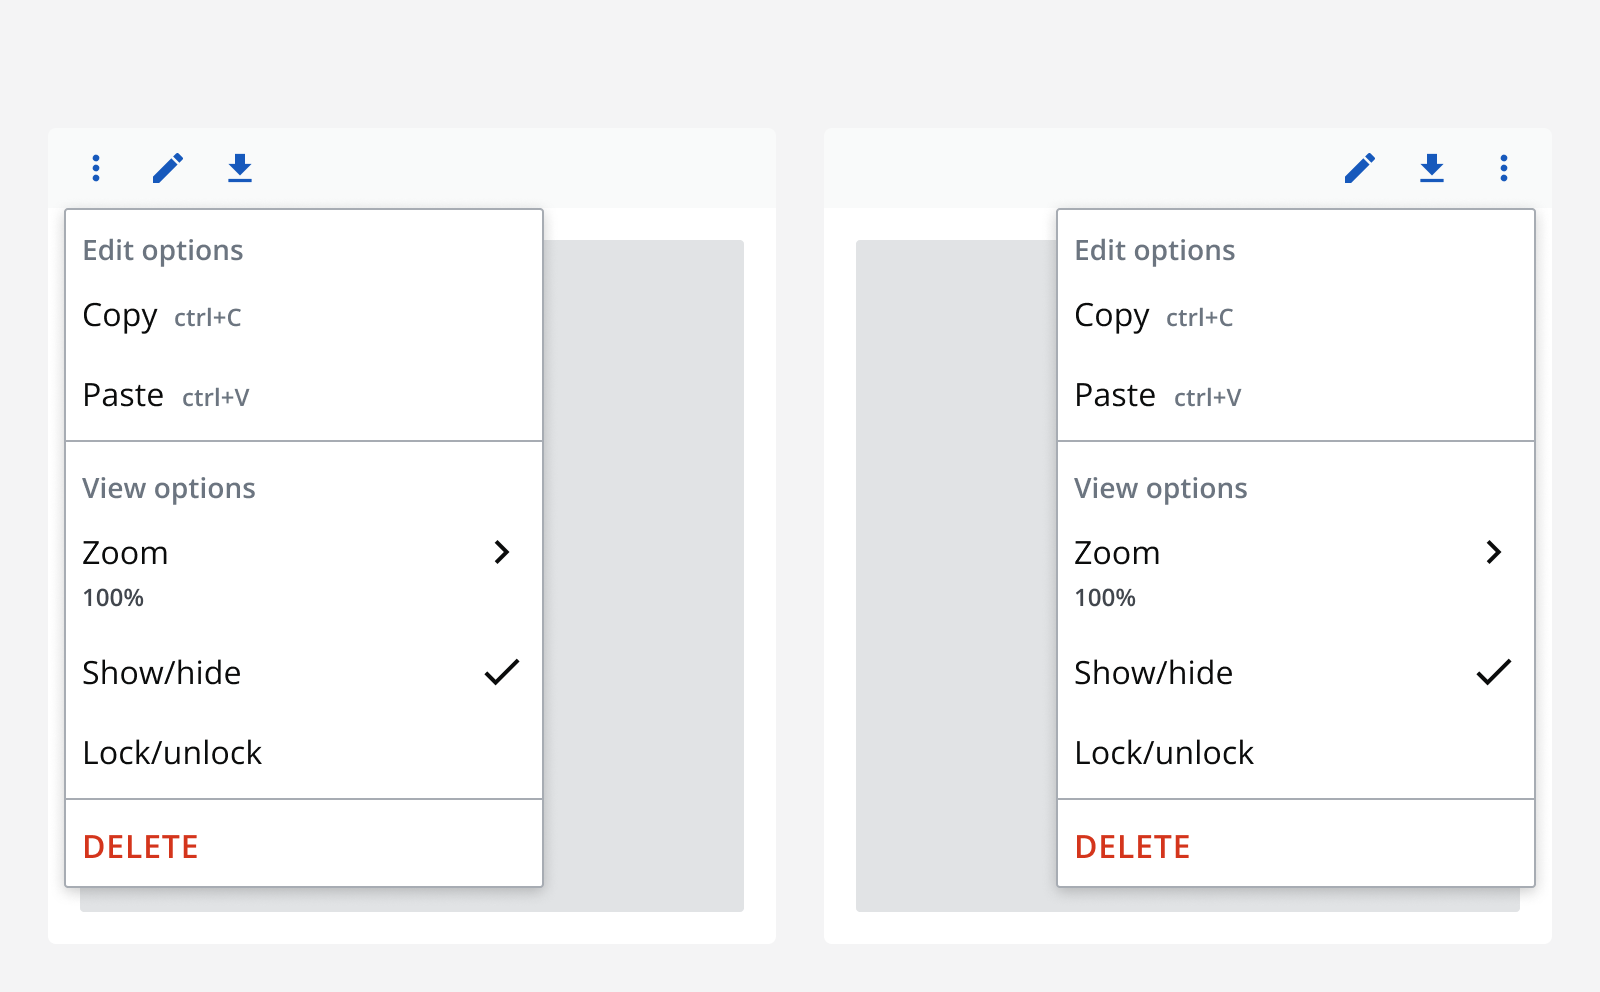 Edit options
Copy ctrl+C
Paste ctrl+V
View options
Zoom
100%
Show/hide
Lock/unlock
DELETE
Edit options
Copy ctrl+C
Paste ctrl+V
View options
Zoom
100%
Show/hide
Lock/unlock
DELETE